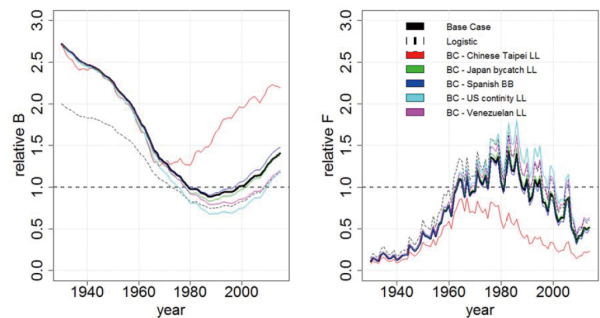 relative B
3.0
2.5
2.0
1.5
1.0
0.5
0.0
1940 1960 1980 2000
year
relative F
3.0
2.5
2.0
1.5
1.0
0.5
0.0
1940 1960 1980 2000
year
Base Case
Logistic
BC - Chinese Taipei LL
BC - Japan bycatch LL
BC - Spanish BB
BC - US continity LL
BC - Venezuelan LL